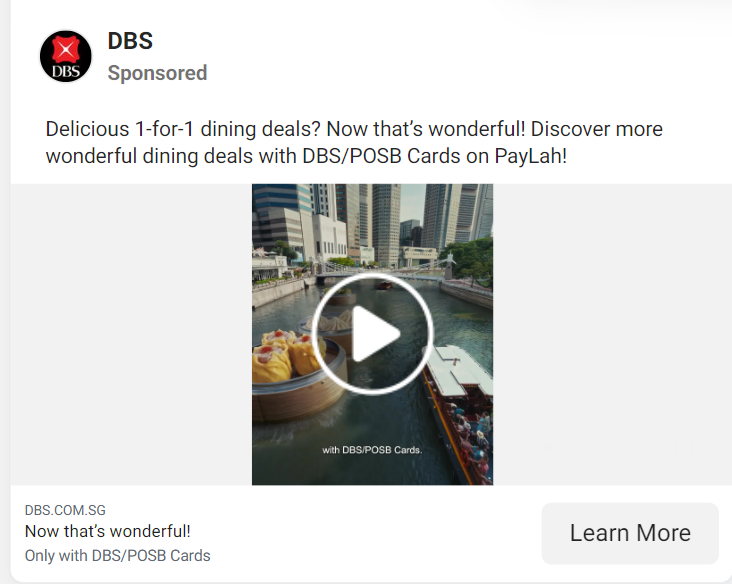 DBS
DBS
Sponsored
Delicious 1-for-1 dining deals? Now that’s wonderful! Discover more
wonderful dining deals with DBS/POSB Cards on PayLah!
with DBS/POSB Cards.
DBS.COM.SG
Now that’s wonderful!
Only with DBS/POSB Cards
Learn More